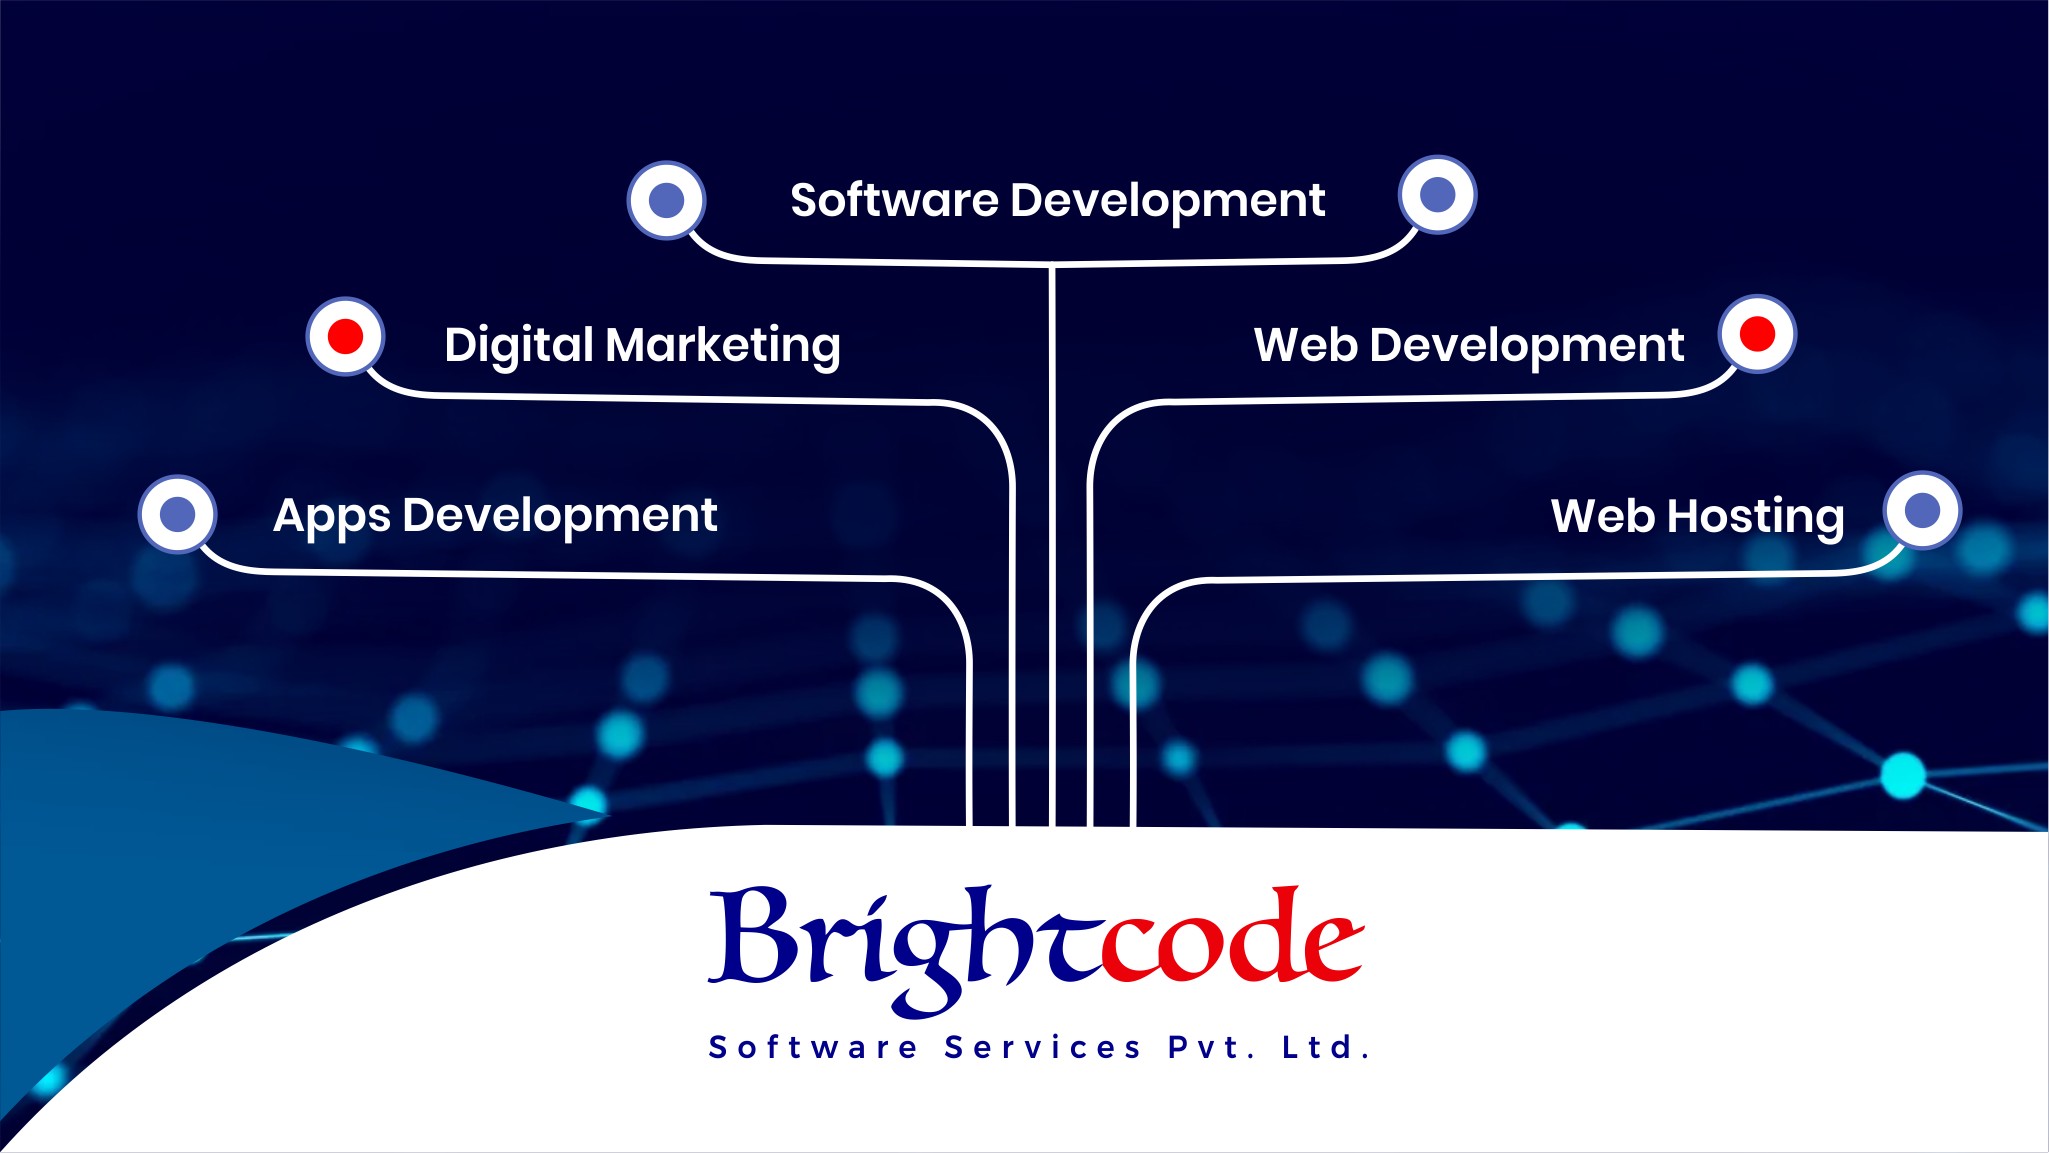 Software Development
Digital Marketing
Web Development
Apps Development
Web Hosting
Brightcode
Software Services Pvt. Ltd.